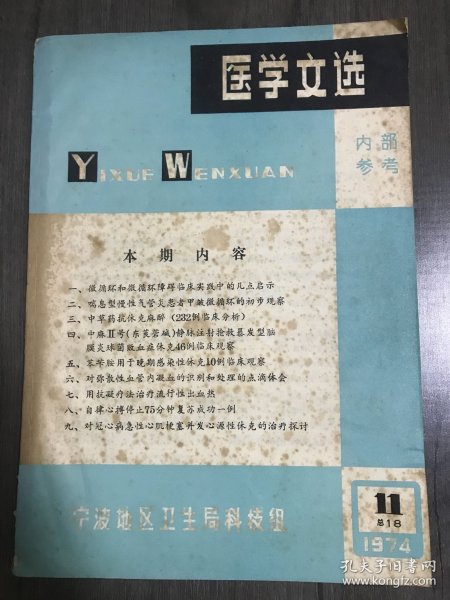 医学文选
内部
参考
YIXUE WENXUAN
本期内容
一、微循环和微循环障碍临床实践中的几点启示
二、喘息型慢性气管炎患者甲皱微循环的初步观察
三、中草药抗休克麻醉（232例临床分析）
四、中麻Ⅱ号（东莨菪碱）静脉注射抢救暴发型脑
膜炎球菌败血症休克46例临床观察
五、苯苄胺用于晚期感染性休克10例临床观察
六、对弥散性血管内凝血的识别和处理的点滴体会
七、用抗凝疗法治疗流行性出血热
八、自搏心搏停止75分钟复苏成功一例
九、对冠心病急性心肌梗塞并发心源性休克的治疗探讨
宁波地区卫生局科技组
11
总18
1974
孔夫子旧书网
kongfz.com